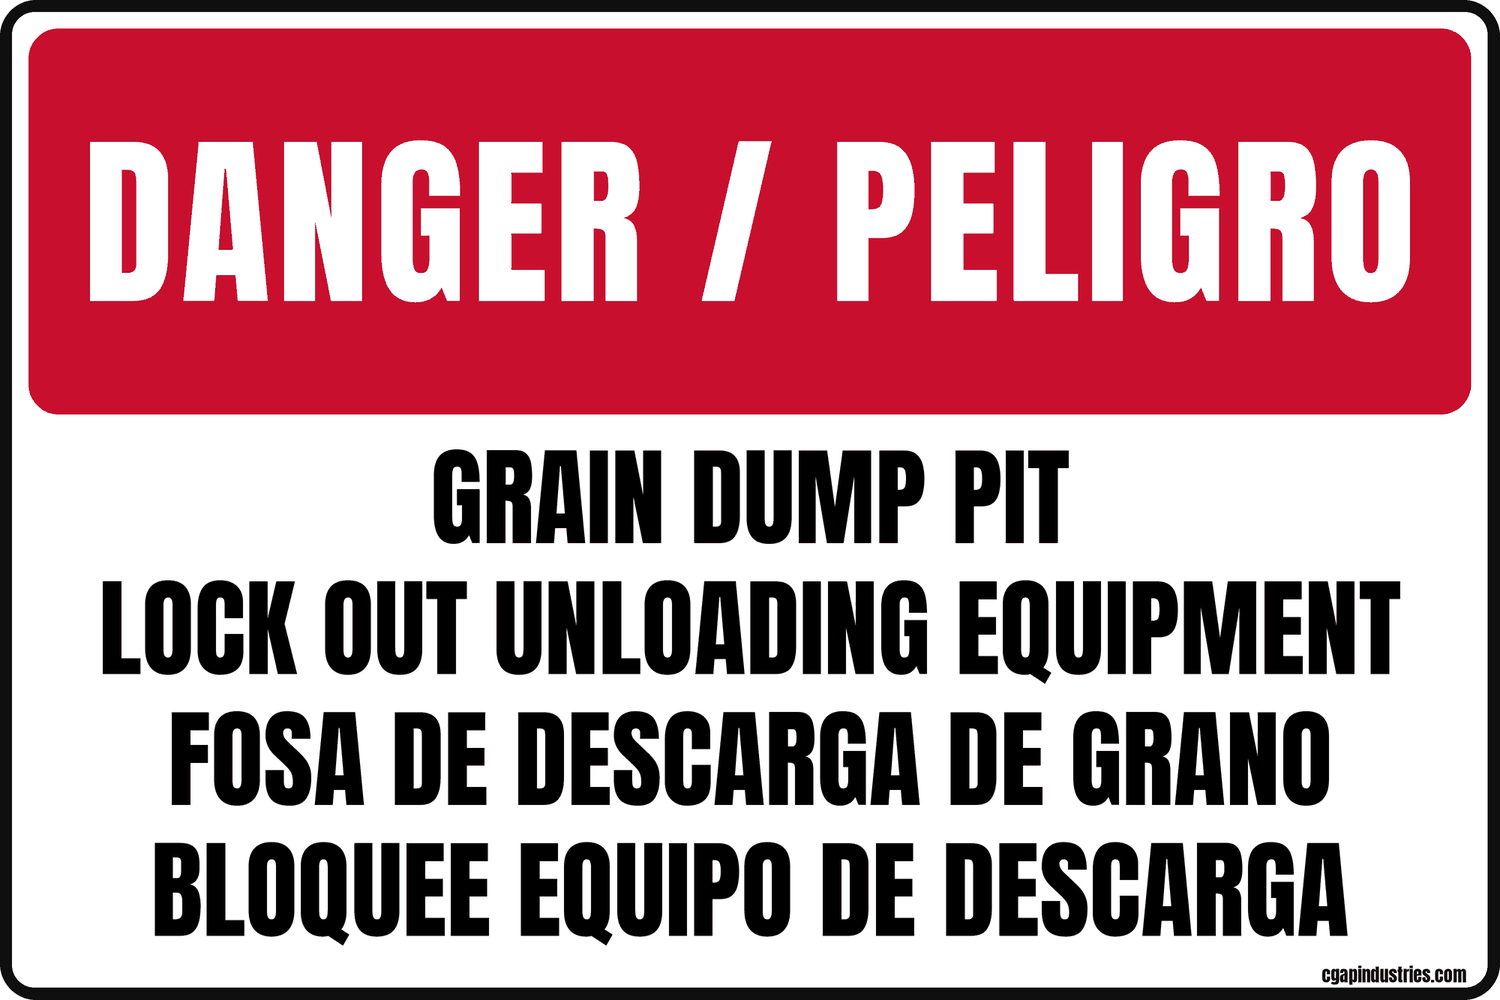 DANGER / PELIGRO
GRAIN DUMP PIT
LOCK OUT UNLOADING EQUIPMENT
FOSA DE DESCARGA DE GRANO
BLOQUEE EQUIPO DE DESCARGA
cgapindustries.com